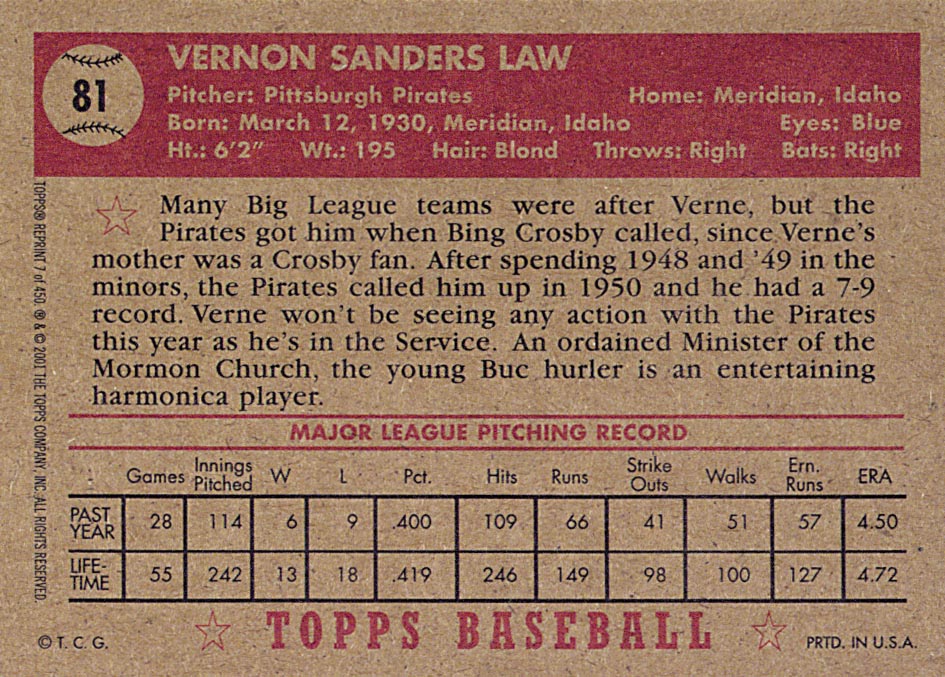 81
VERNON SANDERS LAW
Pitcher: Pittsburgh Pirates Home: Meridian, Idaho
Born: March 12, 1930, Meridian, Idaho Eyes: Blue
Ht.: 6'2" Wt.: 195 Hair: Blond Throws: Right Bats: Right
Many Big League teams were after Verne, but the
Pirates got him when Bing Crosby called, since Verne's
mother was a Crosby fan. After spending 1948 and '49 in the
minors, the Pirates called him up in 1950 and he had a 7-9
record. Verne won't be seeing any action with the Pirates
this year as he's in the Service. An ordained Minister of the
Mormon Church, the young Buc hurler is an entertaining
harmonica player.
MAJOR LEAGUE PITCHING RECORD
Games Innings Pitched W L Pct. Hits Runs Strike Outs Walks Ern. Runs ERA
PAST YEAR 28 114 6 9 .400 109 66 41 51 57 4.50
LIFE-TIME 55 242 13 18 .419 246 149 98 100 127 4.72
TOPPS BASEBALL
© T. C. G.
PRTD. IN U.S.A.
TOPPS® REPRINT 7 of 450. ® & © 2001 THE TOPPS COMPANY, INC. ALL RIGHTS RESERVED.